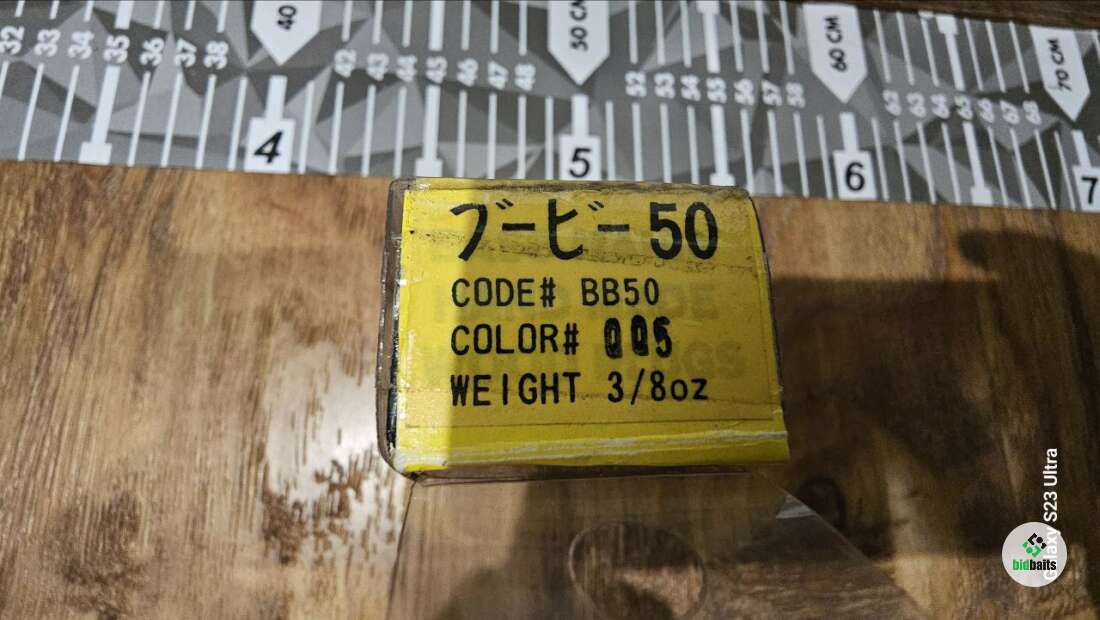 32 33 34 35 36 37 38 40 42 43 44 45 46 47 48 50 CM 52 53 54 55 56 57 58 60 CM 62 63 64 65 66 67 68 70 CM
4 5 6 7
ブービー 50
CODE# BB50
COLOR# 005
WEIGHT 3/8oz
Galaxy S23 Ultra
bidbaits